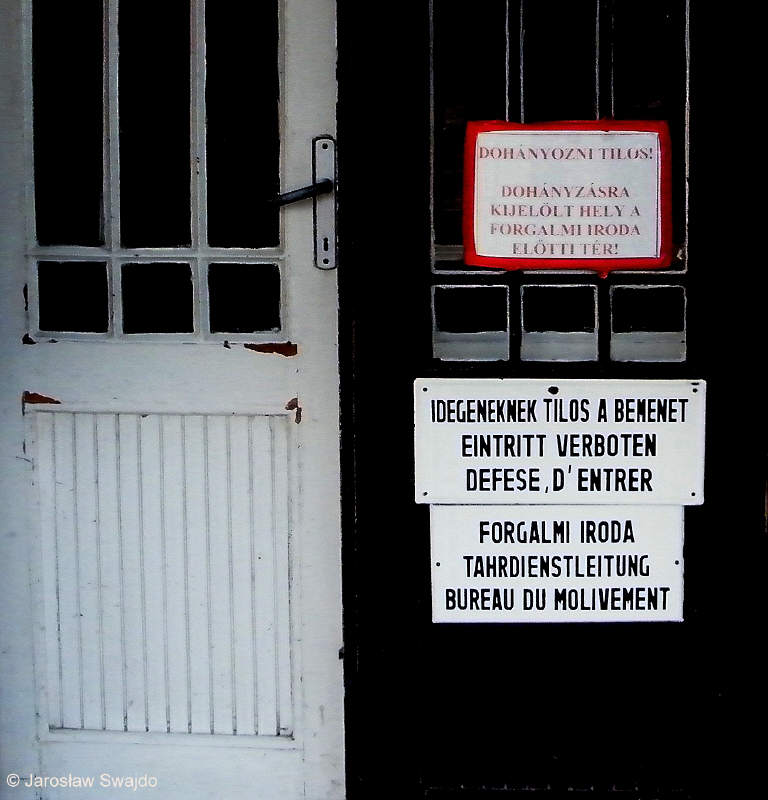 DOHÁNYOZNI TILOS!
DOHÁNYZÁSRA
KIJELÖLT HELY A
FORGALMI IRODA
ELŐTTI TÉR!
IDEGENEKNEK TILOS A BEMENET
EINTRITT VERBOTEN
DEFESE,D'ENTRER
FORGALMI IRODA
TAHRDIENSTLEITUNG
BUREAU DU MOLIVEMENT
© Jarosław Swajdo